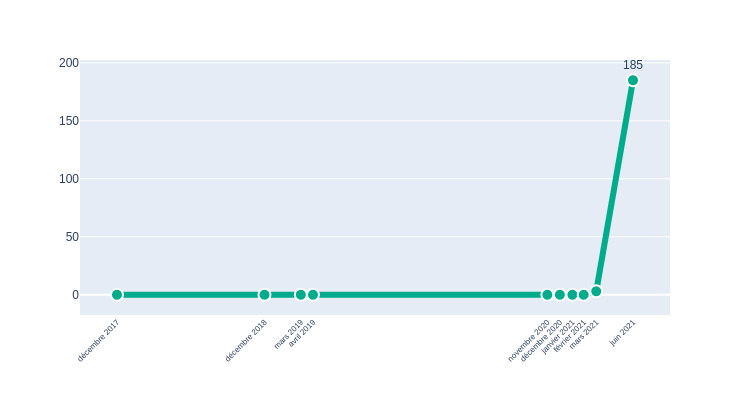 185
200
150
100
50
0
décembre 2017
décembre 2018
mars 2019
avril 2019
novembre 2020
décembre 2020
janvier 2021
février 2021
mars 2021
juin 2021